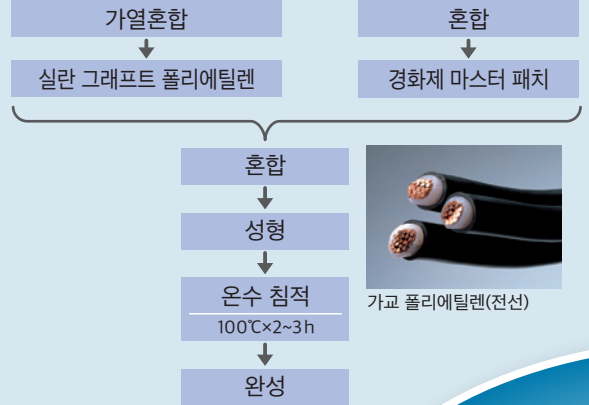 가열혼합
혼합
실란 그래프트 폴리에틸렌
경화제 마스터 패치
혼합
성형
온수 침적
100℃×2~3h
완성
가교 폴리에틸렌(전선)